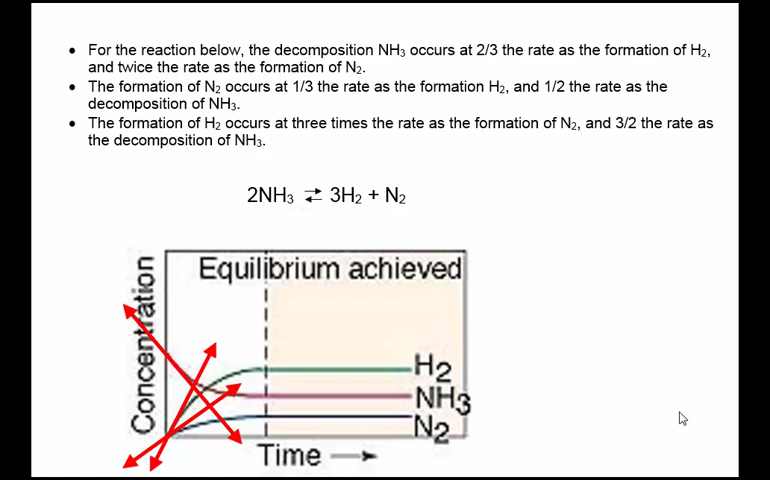 • For the reaction below, the decomposition NH₃ occurs at 2/3 the rate as the formation of H₂,
and twice the rate as the formation of N₂.
• The formation of N₂ occurs at 1/3 the rate as the formation H₂, and 1/2 the rate as the
decomposition of NH₃.
• The formation of H₂ occurs at three times the rate as the formation of N₂, and 3/2 the rate as
the decomposition of NH₃.
2NH₃ ⇄ 3H₂ + N₂
Equilibrium achieved
Concentration
H₂
NH₃
N₂
Time →